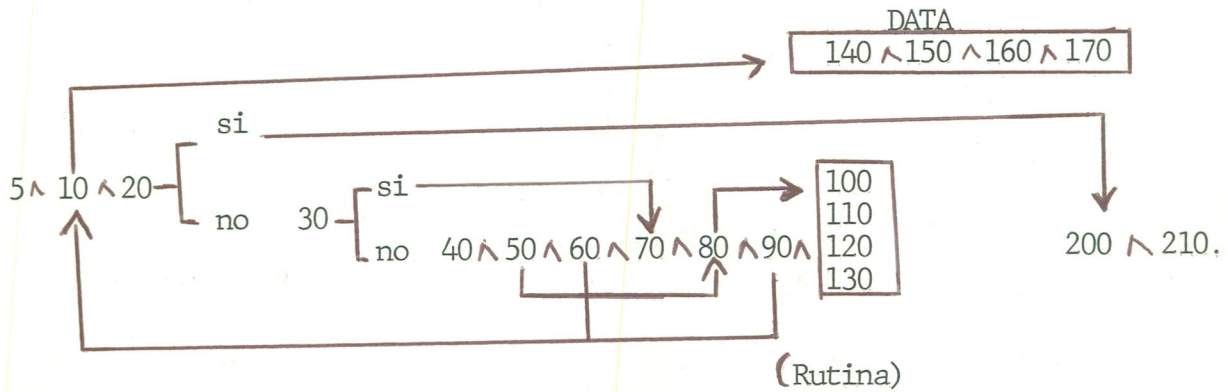 DATA
140 ∧ 150 ∧ 160 ∧ 170
si
5 ∧ 10 ∧ 20
si
100
no
30
110
no
40 ∧ 50 ∧ 60 ∧ 70 ∧ 80 ∧ 90 ∧
120
200 ∧ 210.
130
(Rutina)